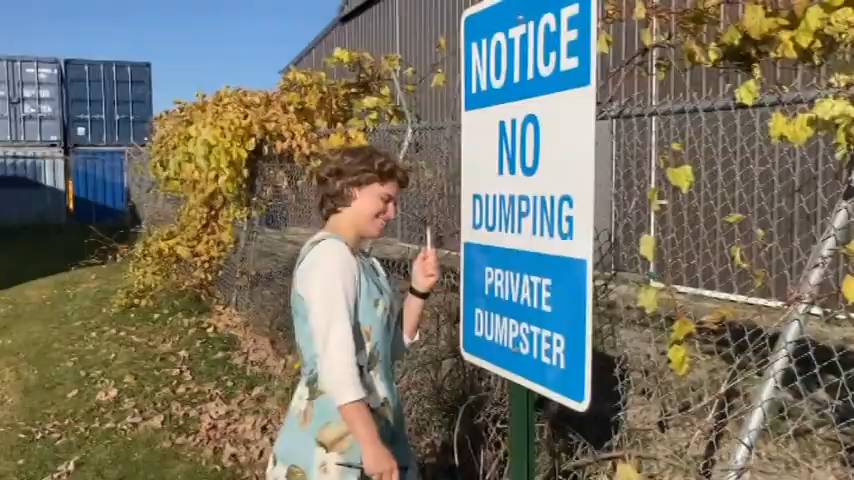 NOTICE
NO
DUMPING
PRIVATE
DUMPSTER